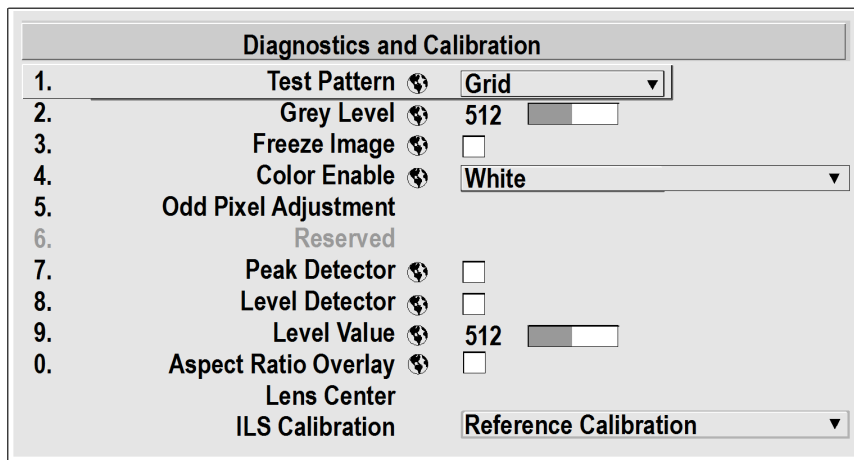 Diagnostics and Calibration
1. Test Pattern Grid
2. Grey Level 512
3. Freeze Image
4. Color Enable White
5. Odd Pixel Adjustment
6. Reserved
7. Peak Detector
8. Level Detector
9. Level Value 512
0. Aspect Ratio Overlay
Lens Center
ILS Calibration Reference Calibration